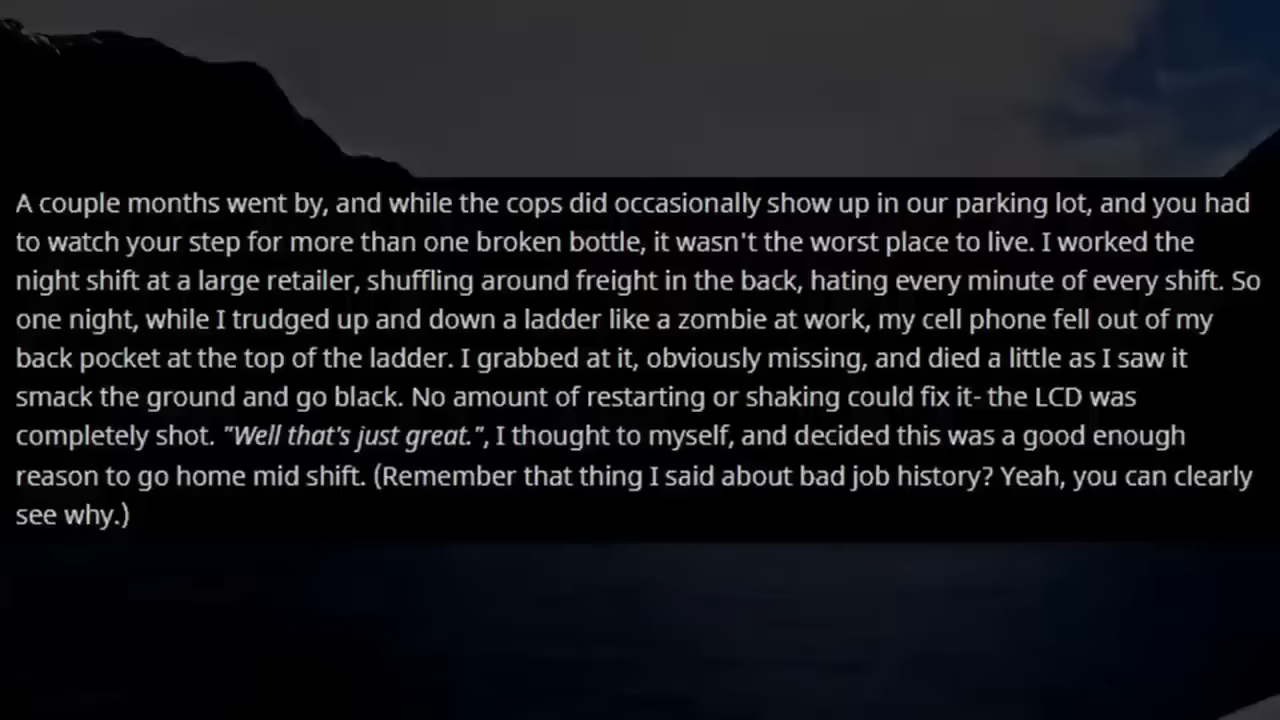 A couple months went by, and while the cops did occasionally show up in our parking lot, and you had
to watch your step for more than one broken bottle, it wasn't the worst place to live. I worked the
night shift at a large retailer, shuffling around freight in the back, hating every minute of every shift. So
one night, while I trudged up and down a ladder like a zombie at work, my cell phone fell out of my
back pocket at the top of the ladder. I grabbed at it, obviously missing, and died a little as I saw it
smack the ground and go black. No amount of restarting or shaking could fix it- the LCD was
completely shot. "Well that's just great.", I thought to myself, and decided this was a good enough
reason to go home mid shift. (Remember that thing I said about bad job history? Yeah, you can clearly
see why.)